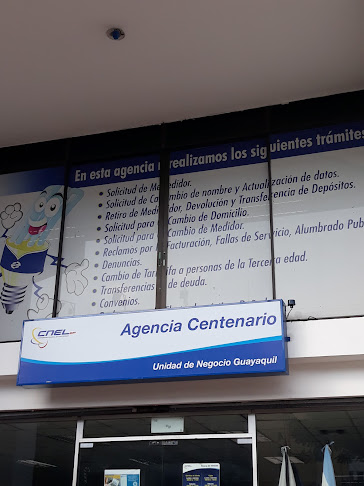 En esta agencia realizamos los siguientes trámites
• Solicitud de Medidor.
• Solicitud de Cambio de nombre y Actualización de datos.
• Retiro de Medidor, Devolución y Transferencia de Depósitos.
• Solicitud para Cambio de Domicilio.
• Solicitud para Cambio de Medidor.
• Reclamos por Facturación, Fallas de Servicio, Alumbrado Púb
• Denuncias.
• Cambio de Tarifa a personas de la Tercera edad.
• Transferencias de deuda.
• Convenios.
CNEL EP
Agencia Centenario
Unidad de Negocio Guayaquil